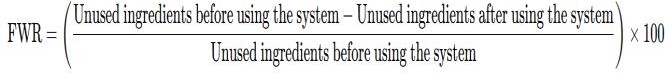 FWR = ( Unused ingredients before using the system − Unused ingredients after using the system
Unused ingredients before using the system ) × 100